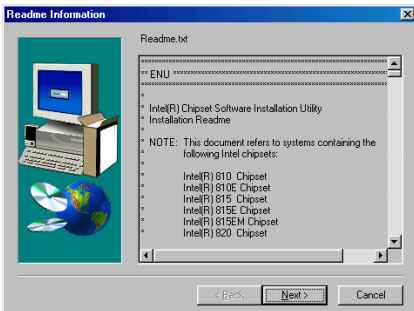 Readme Information
Readme.txt
************************************************************
** ENU ******************************************************
************************************************************
*
* Intel(R) Chipset Software Installation Utility
* Installation Readme
*
* NOTE: This document refers to systems containing the
* following Intel chipsets:
*
* Intel(R) 810 Chipset
* Intel(R) 810E Chipset
* Intel(R) 815 Chipset
* Intel(R) 815E Chipset
* Intel(R) 815EM Chipset
* Intel(R) 820 Chipset
< Back
Next >
Cancel